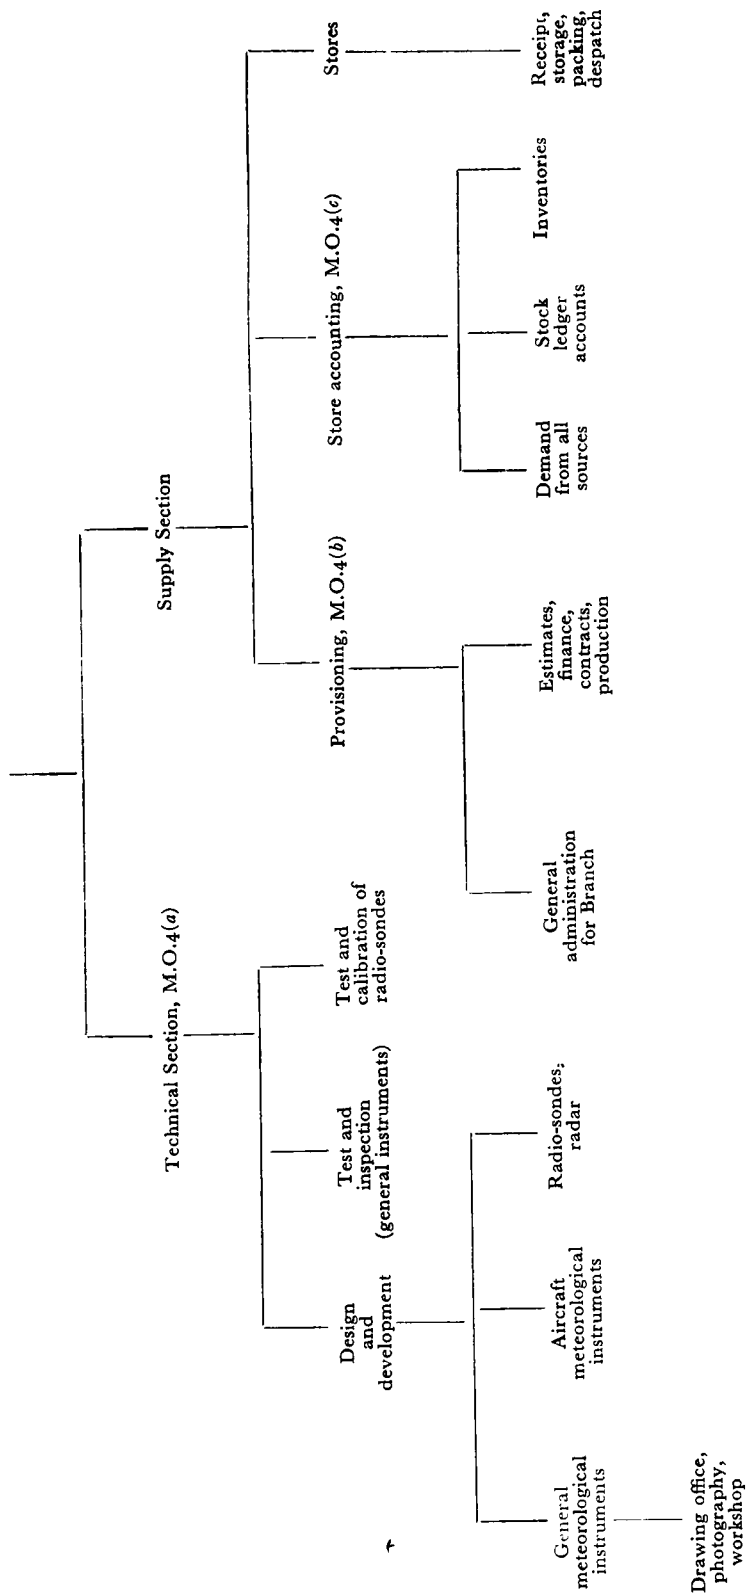 Technical Section, M.O.4(a)
Supply Section
Design
and
development
Test and
inspection
(general instruments)
Test and
calibration of
radio-sondes
Provisioning, M.O.4(b)
Store accounting, M.O.4(c)
Stores
General
meteorological
instruments
Aircraft
meteorological
instruments
Radio-sondes,
radar
General
administration
for Branch
Estimates,
finance,
contracts,
production
Demand
from all
sources
Stock
ledger
accounts
Inventories
Receipt,
storage,
packing,
despatch
Drawing office,
photography,
workshop